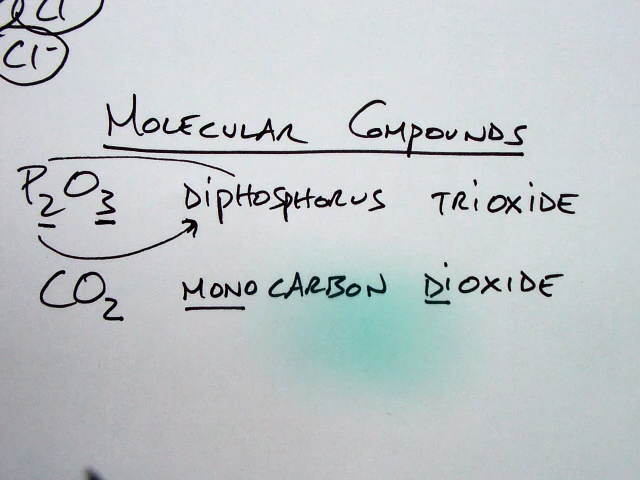 Cl
Cl⁻
MOLECULAR COMPOUNDS
P₂O₃ DiPHOSPHORUS TRiOXiDE
CO₂ MONOCARBON DiOXiDE